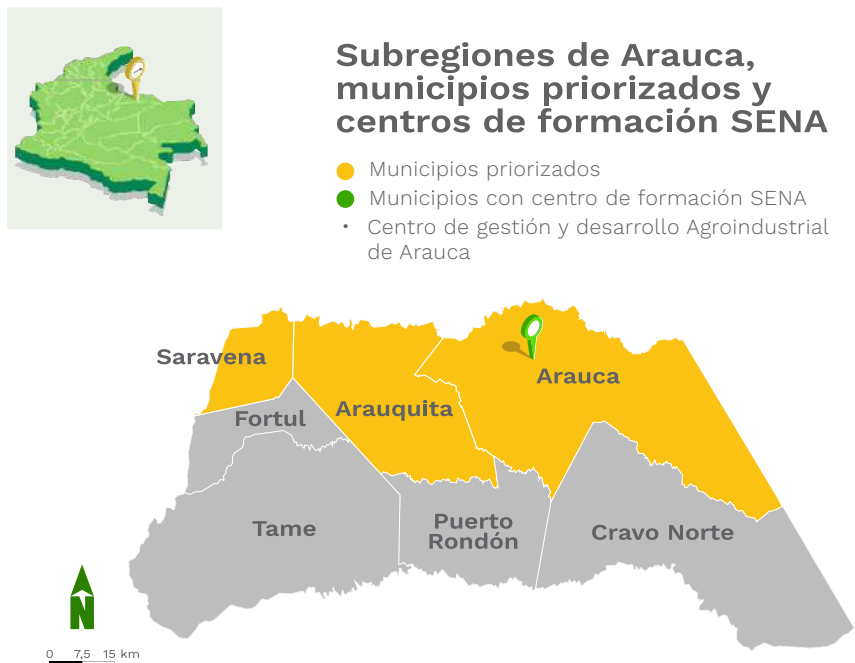 Subregiones de Arauca,
municipios priorizados y
centros de formación SENA
Municipios priorizados
Municipios con centro de formación SENA
• Centro de gestión y desarrollo Agroindustrial
de Arauca
Saravena
Arauca
Arauquita
Fortul
Tame
Puerto
Rondón
Cravo Norte
N
0 7,5 15 km